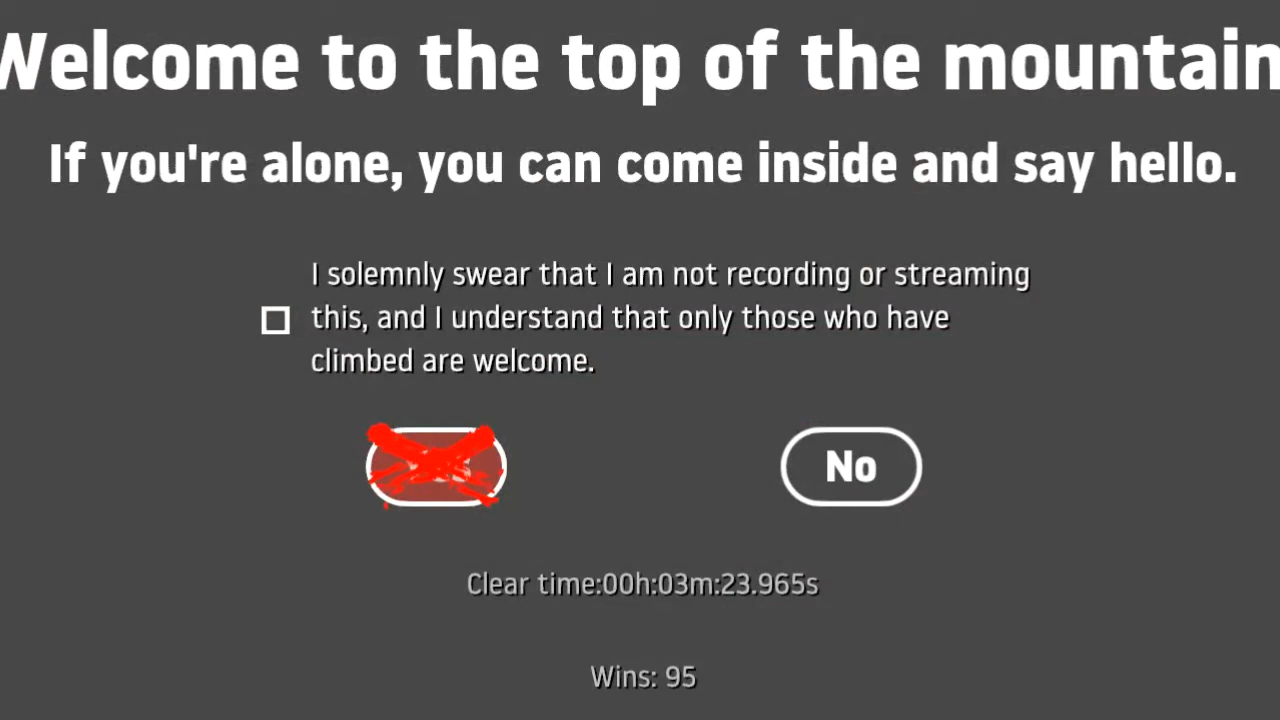 Welcome to the top of the mountain
If you're alone, you can come inside and say hello.
I solemnly swear that I am not recording or streaming
this, and I understand that only those who have
climbed are welcome.
No
Clear time:00h:03m:23.965s
Wins: 95